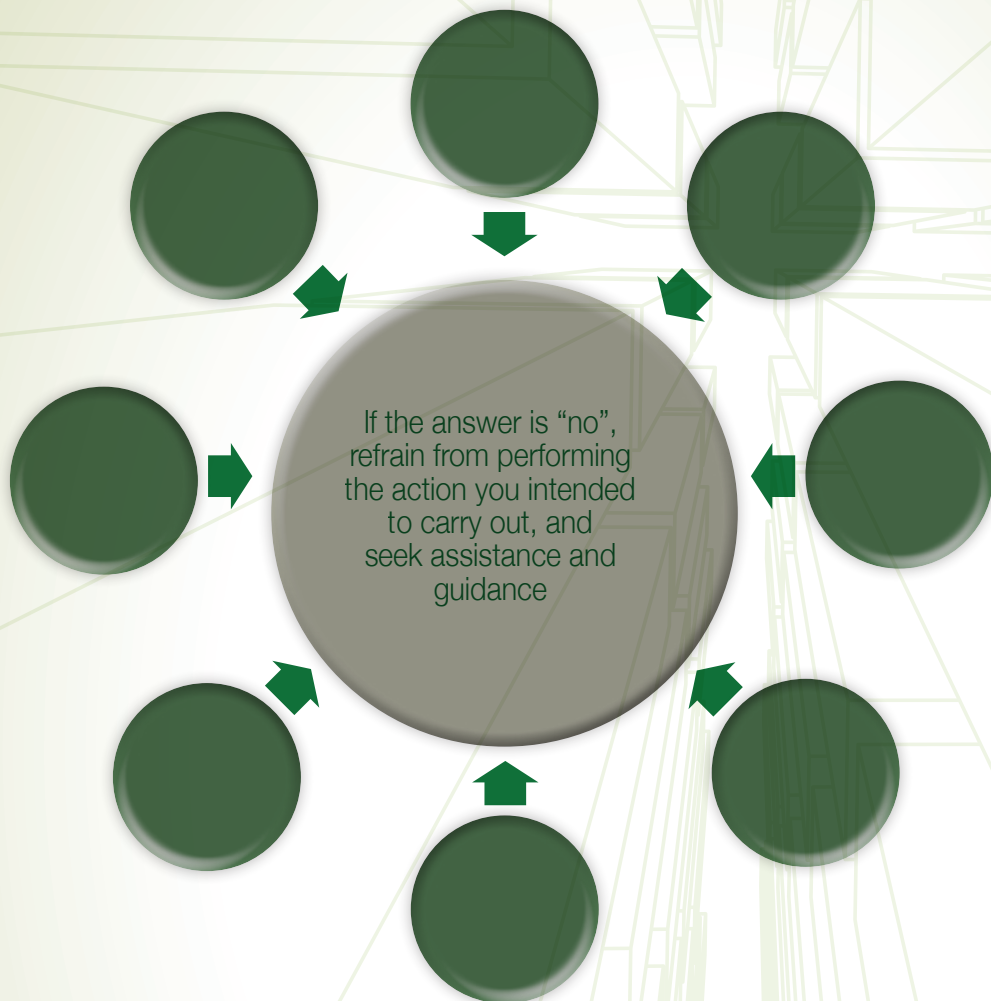 If the answer is “no”,
refrain from performing
the action you intended
to carry out, and
seek assistance and
guidance